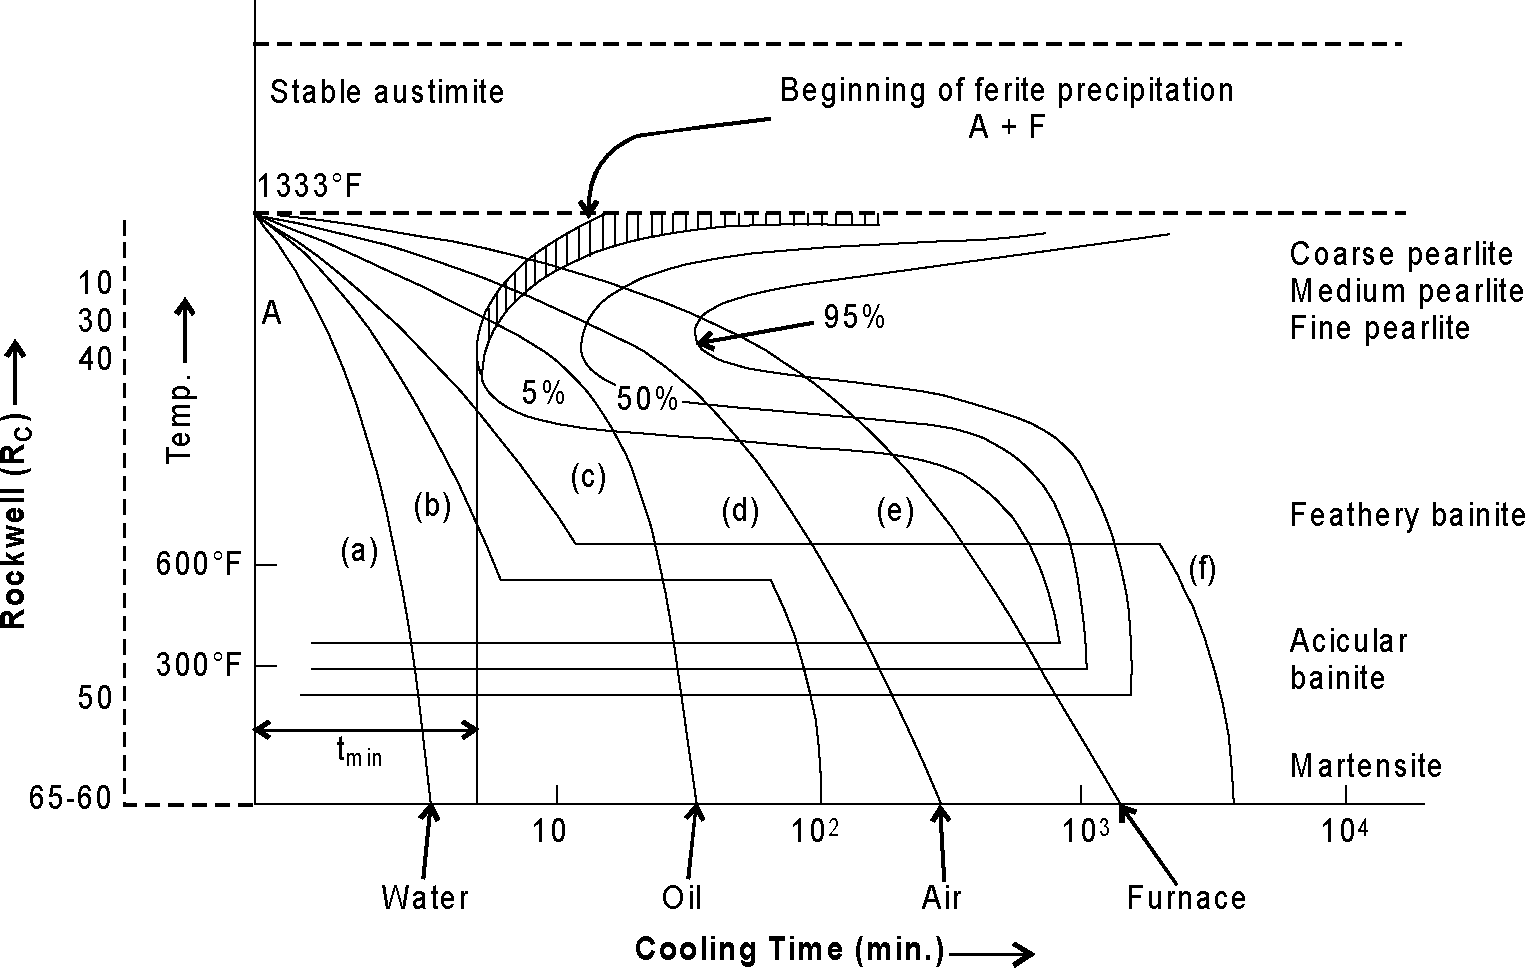 Stable austimite
Beginning of ferite precipitation
A + F
1333°F
Coarse pearlite
Medium pearlite
Fine pearlite
10
30
40
A
95%
5%
50%
Rockwell (RC)
Temp.
(a)
(b)
(c)
(d)
(e)
(f)
Feathery bainite
600°F
300°F
Acicular
bainite
50
tmin
Martensite
65-60
10
10²
10³
10⁴
Water
Oil
Air
Furnace
Cooling Time (min.)